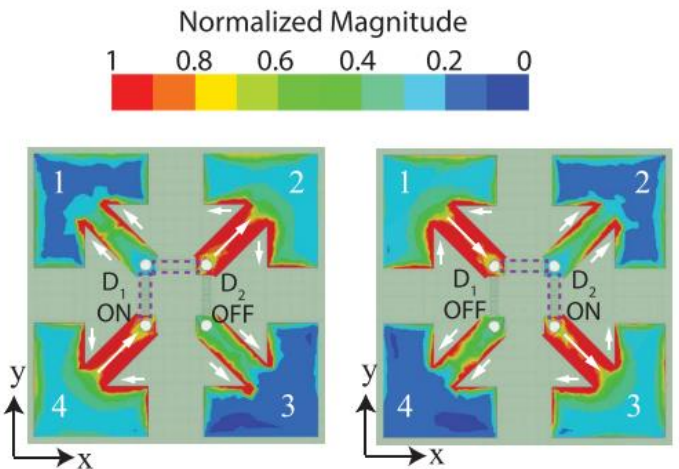 Normalized Magnitude
1 0.8 0.6 0.4 0.2 0
1 2 1 2
D1 D2 D1 D2
ON OFF OFF ON
4 3 4 3
y y
x x